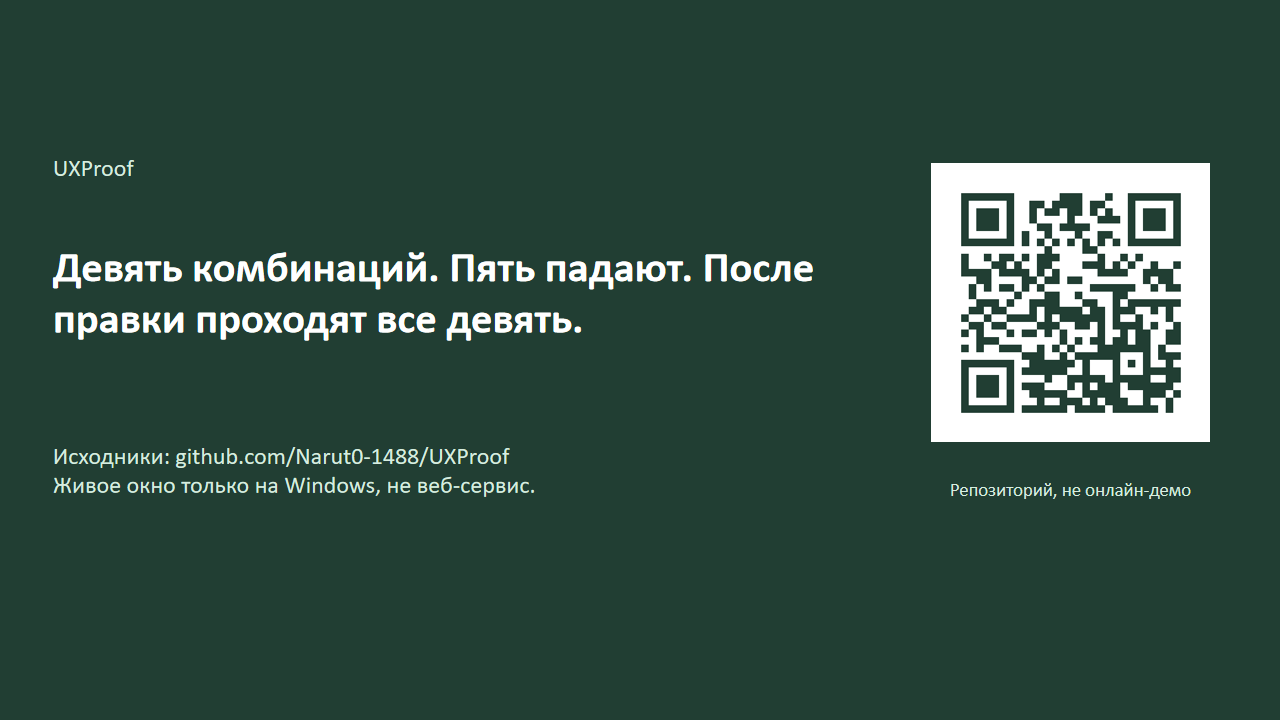 UXProof
Девять комбинаций. Пять падают. После
правки проходят все девять.
Исходники: github.com/Narut0-1488/UXProof
Живое окно только на Windows, не веб-сервис.
Репозиторий, не онлайн-демо